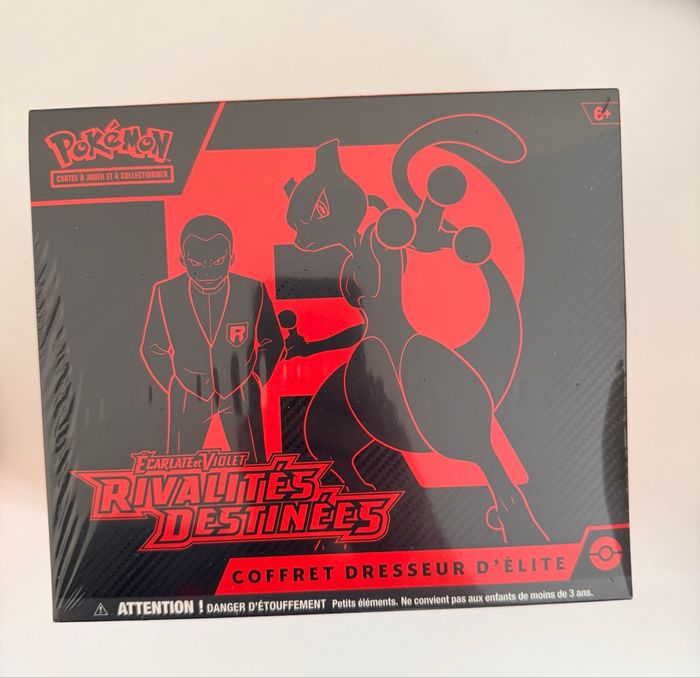 POKÉMON
CARTES À JOUER ET À COLLECTIONNER
6+
R
ÉCARLATE ET VIOLET
RIVALITÉS
DESTINÉES
COFFRET DRESSEUR D'ÉLITE
ATTENTION ! DANGER D'ÉTOUFFEMENT Petits éléments. Ne convient pas aux enfants de moins de 3 ans.